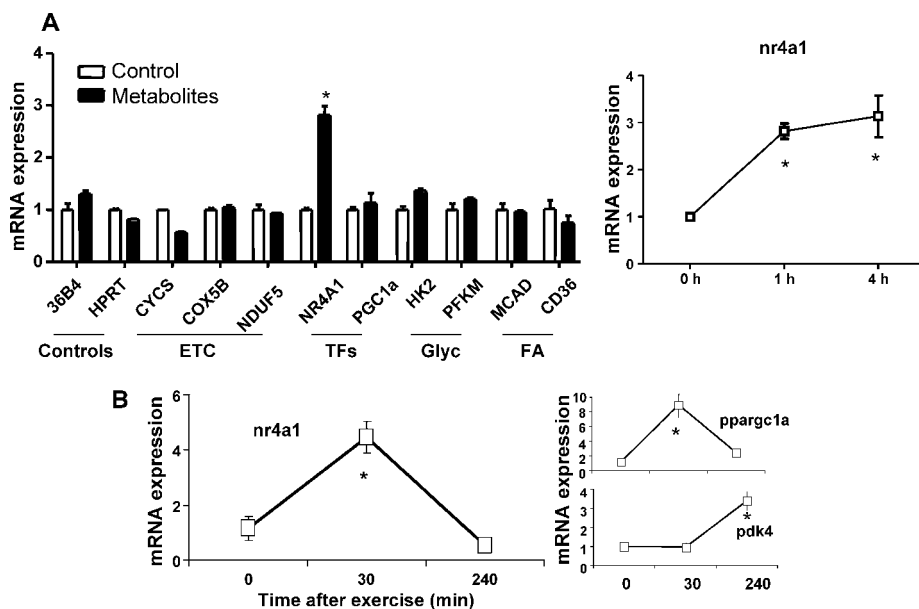 A
mRNA expression
4
3
2
1
0
Control
Metabolites
*
36B4 HPRT CYCS COX5B NDUF5 NR4A1 PGC1a HK2 PFKM MCAD CD36
Controls ETC TFs Glyc FA
nr4a1
mRNA expression
4
3
2
1
0
* *
0 h 1 h 4 h
B
mRNA expression
6
4
2
0
nr4a1
*
0 30 240
Time after exercise (min)
mRNA expression
10
8
6
4
2
0
ppargc1a
*
4
3
2
1
0
*
pdk4
0 30 240